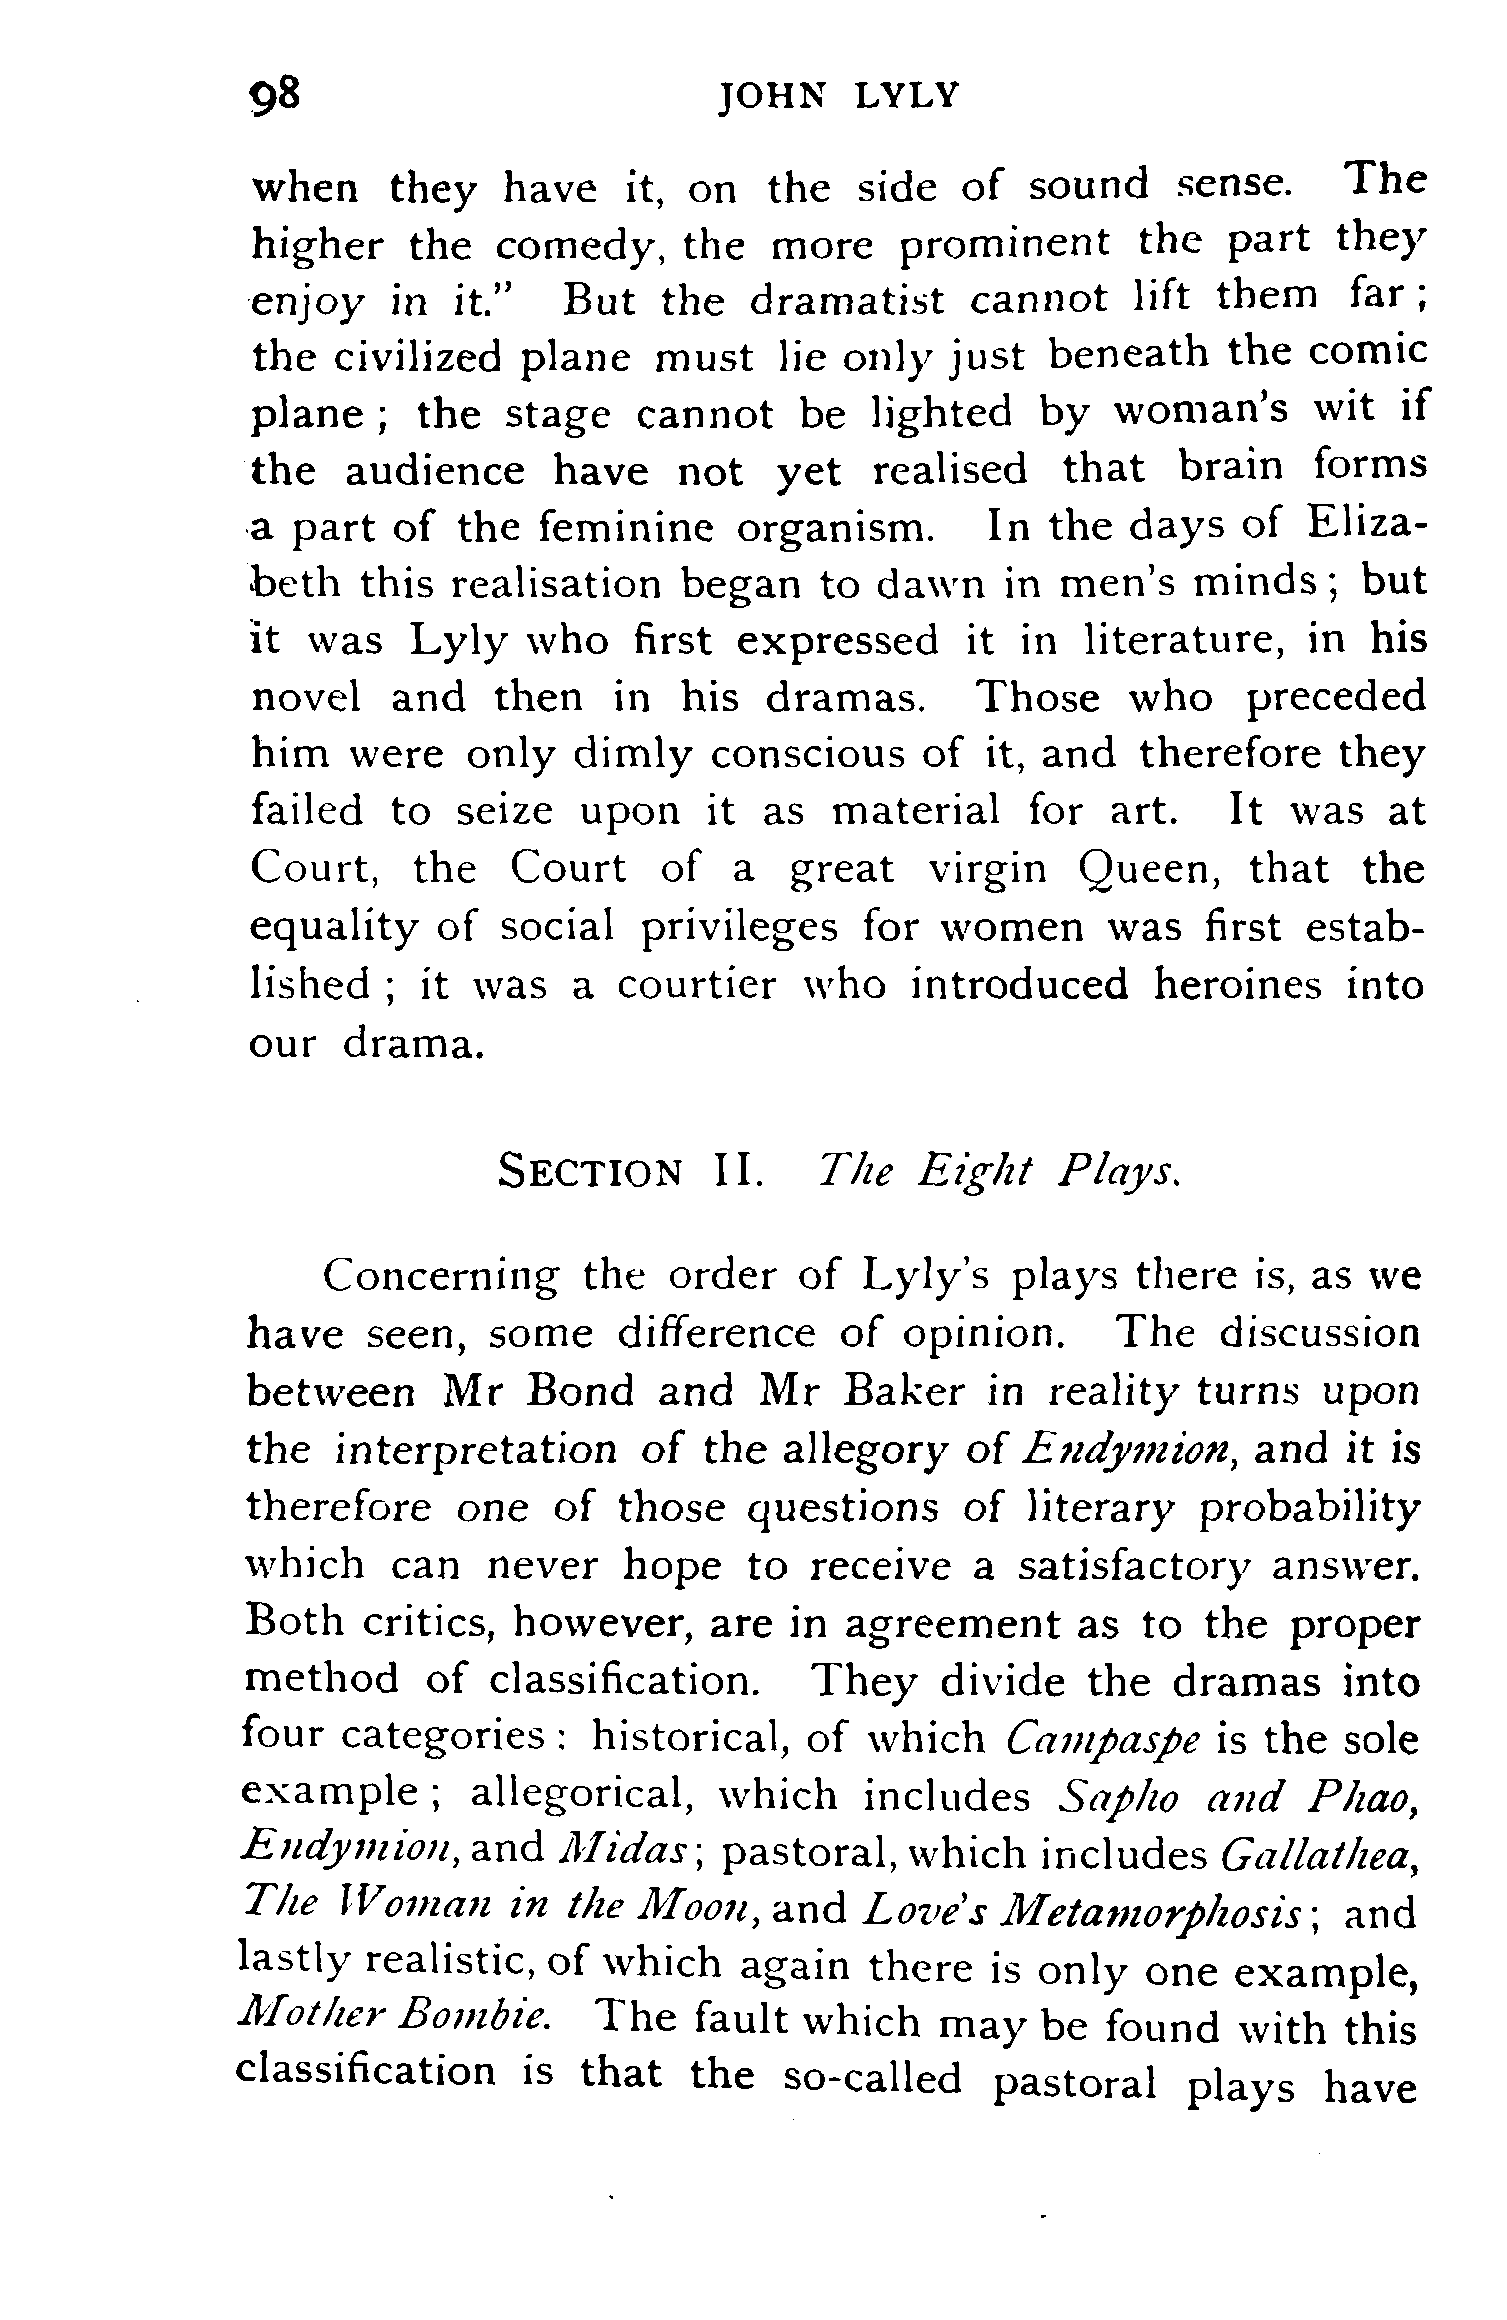 98 JOHN LYLY
when they have it, on the side of sound sense. The
higher the comedy, the more prominent the part they
enjoy in it.” But the dramatist cannot lift them far ;
the civilized plane must lie only just beneath the comic
plane ; the stage cannot be lighted by woman's wit if
the audience have not yet realised that brain forms
a part of the feminine organism. In the days of Eliza-
beth this realisation began to dawn in men's minds ; but
it was Lyly who first expressed it in literature, in his
novel and then in his dramas. Those who preceded
him were only dimly conscious of it, and therefore they
failed to seize upon it as material for art. It was at
Court, the Court of a great virgin Queen, that the
equality of social privileges for women was first estab-
lished ; it was a courtier who introduced heroines into
our drama.
SECTION II. The Eight Plays.
Concerning the order of Lyly's plays there is, as we
have seen, some difference of opinion. The discussion
between Mr Bond and Mr Baker in reality turns upon
the interpretation of the allegory of Endymion, and it is
therefore one of those questions of literary probability
which can never hope to receive a satisfactory answer.
Both critics, however, are in agreement as to the proper
method of classification. They divide the dramas into
four categories : historical, of which Campaspe is the sole
example ; allegorical, which includes Sapho and Phao,
Endymion, and Midas ; pastoral, which includes Gallathea,
The Woman in the Moon, and Love's Metamorphosis ; and
lastly realistic, of which again there is only one example,
Mother Bombie. The fault which may be found with this
classification is that the so-called pastoral plays have